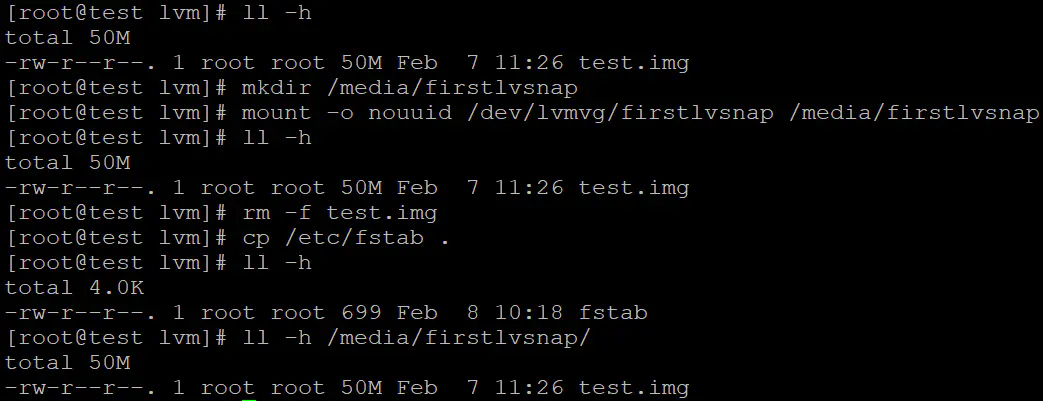 [root@test lvm]# ll -h
total 50M
-rw-r--r--. 1 root root 50M Feb  7 11:26 test.img
[root@test lvm]# mkdir /media/firstlvsnap
[root@test lvm]# mount -o nouuid /dev/lvmvg/firstlvsnap /media/firstlvsnap
[root@test lvm]# ll -h
total 50M
-rw-r--r--. 1 root root 50M Feb  7 11:26 test.img
[root@test lvm]# rm -f test.img
[root@test lvm]# cp /etc/fstab .
[root@test lvm]# ll -h
total 4.0K
-rw-r--r--. 1 root root 699 Feb  8 10:18 fstab
[root@test lvm]# ll -h /media/firstlvsnap/
total 50M
-rw-r--r--. 1 root root 50M Feb  7 11:26 test.img